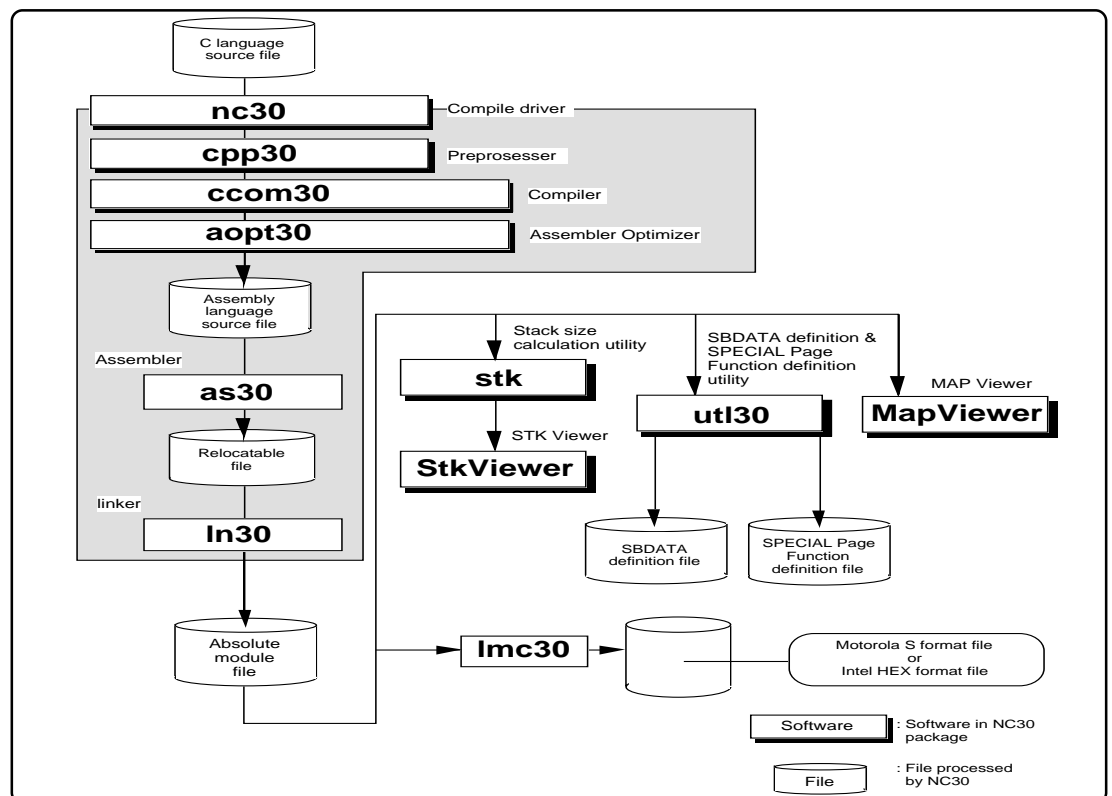 C language
source file
nc30
Compile driver
cpp30
Preprosesser
ccom30
Compiler
aopt30
Assembler Optimizer
Assembly
language
source file
Assembler
as30
Relocatable
file
linker
ln30
Absolute
module
file
Stack size
calculation utility
stk
STK Viewer
StkViewer
SBDATA definition &
SPECIAL Page
Function definition
utility
utl30
MAP Viewer
MapViewer
SBDATA
definition file
SPECIAL Page
Function
definition file
lmc30
Motorola S format file
or
Intel HEX format file
Software
: Software in NC30
package
File
: File processed
by NC30